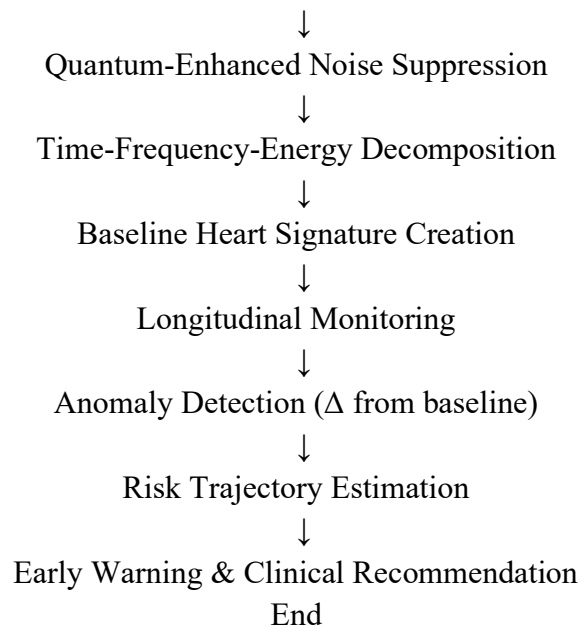 ↓
Quantum-Enhanced Noise Suppression
↓
Time-Frequency-Energy Decomposition
↓
Baseline Heart Signature Creation
↓
Longitudinal Monitoring
↓
Anomaly Detection (Δ from baseline)
↓
Risk Trajectory Estimation
↓
Early Warning & Clinical Recommendation
End